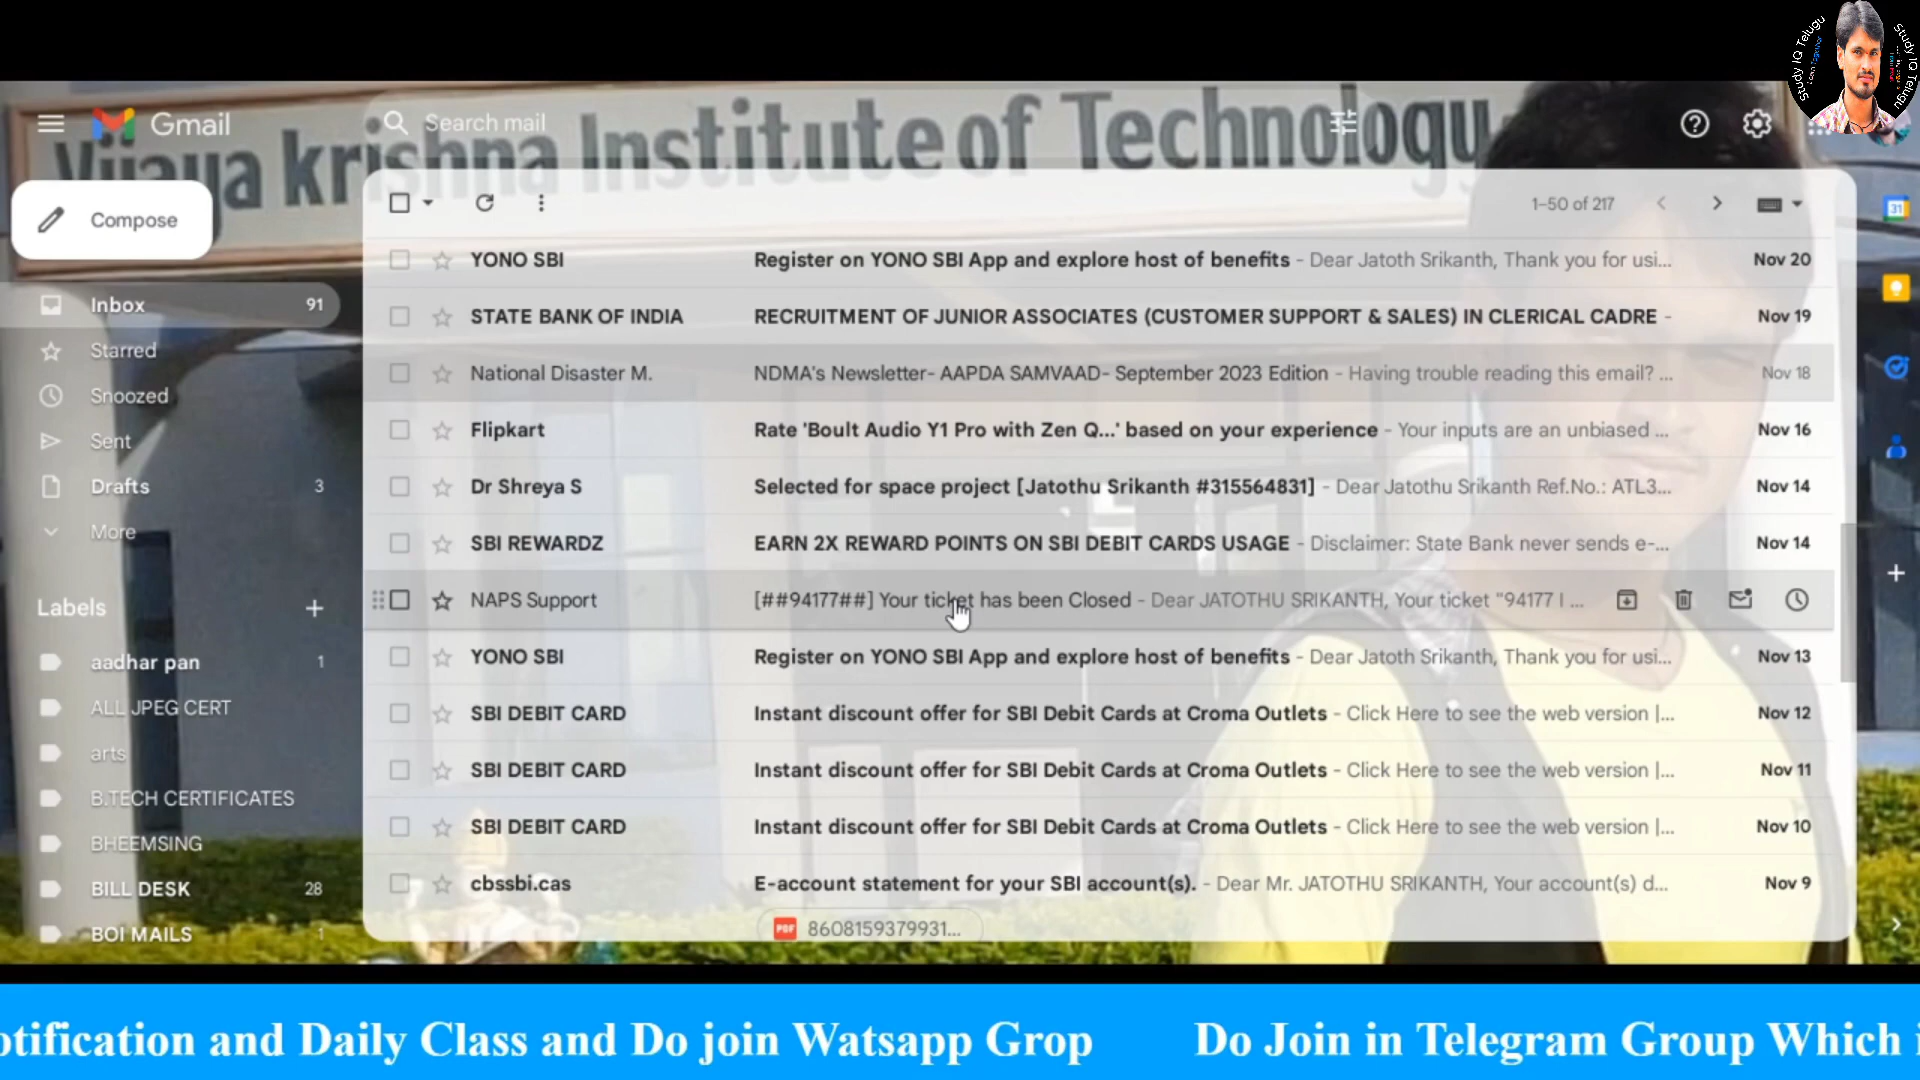 Study IQ Telugu
Study IQ Telugu
Vijaya krishna Institute of Technology
Gmail
Search mail
Compose
1–50 of 217
Inbox 91
Starred
Snoozed
Sent
Drafts 3
More
Labels
aadhar pan 1
ALL JPEG CERT
arts
B.TECH CERTIFICATES
BHEEMSING
BILL DESK 28
BOI MAILS 1
YONO SBI Register on YONO SBI App and explore host of benefits - Dear Jatoth Srikanth, Thank you for usi... Nov 20
STATE BANK OF INDIA RECRUITMENT OF JUNIOR ASSOCIATES (CUSTOMER SUPPORT & SALES) IN CLERICAL CADRE - Nov 19
National Disaster M. NDMA's Newsletter- AAPDA SAMVAAD- September 2023 Edition - Having trouble reading this email? ... Nov 18
Flipkart Rate 'Boult Audio Y1 Pro with Zen Q...' based on your experience - Your inputs are an unbiased ... Nov 16
Dr Shreya S Selected for space project [Jatothu Srikanth #315564831] - Dear Jatothu Srikanth Ref.No.: ATL3... Nov 14
SBI REWARDZ EARN 2X REWARD POINTS ON SBI DEBIT CARDS USAGE - Disclaimer: State Bank never sends e-... Nov 14
NAPS Support [##94177##] Your ticket has been Closed - Dear JATOTHU SRIKANTH, Your ticket "94177 I ...
YONO SBI Register on YONO SBI App and explore host of benefits - Dear Jatoth Srikanth, Thank you for usi... Nov 13
SBI DEBIT CARD Instant discount offer for SBI Debit Cards at Croma Outlets - Click Here to see the web version |... Nov 12
SBI DEBIT CARD Instant discount offer for SBI Debit Cards at Croma Outlets - Click Here to see the web version |... Nov 11
SBI DEBIT CARD Instant discount offer for SBI Debit Cards at Croma Outlets - Click Here to see the web version |... Nov 10
cbssbi.cas E-account statement for your SBI account(s). - Dear Mr. JATOTHU SRIKANTH, Your account(s) d... Nov 9
PDF 8608159379931...
31
otification and Daily Class and Do join Watsapp Grop Do Join in Telegram Group Which i